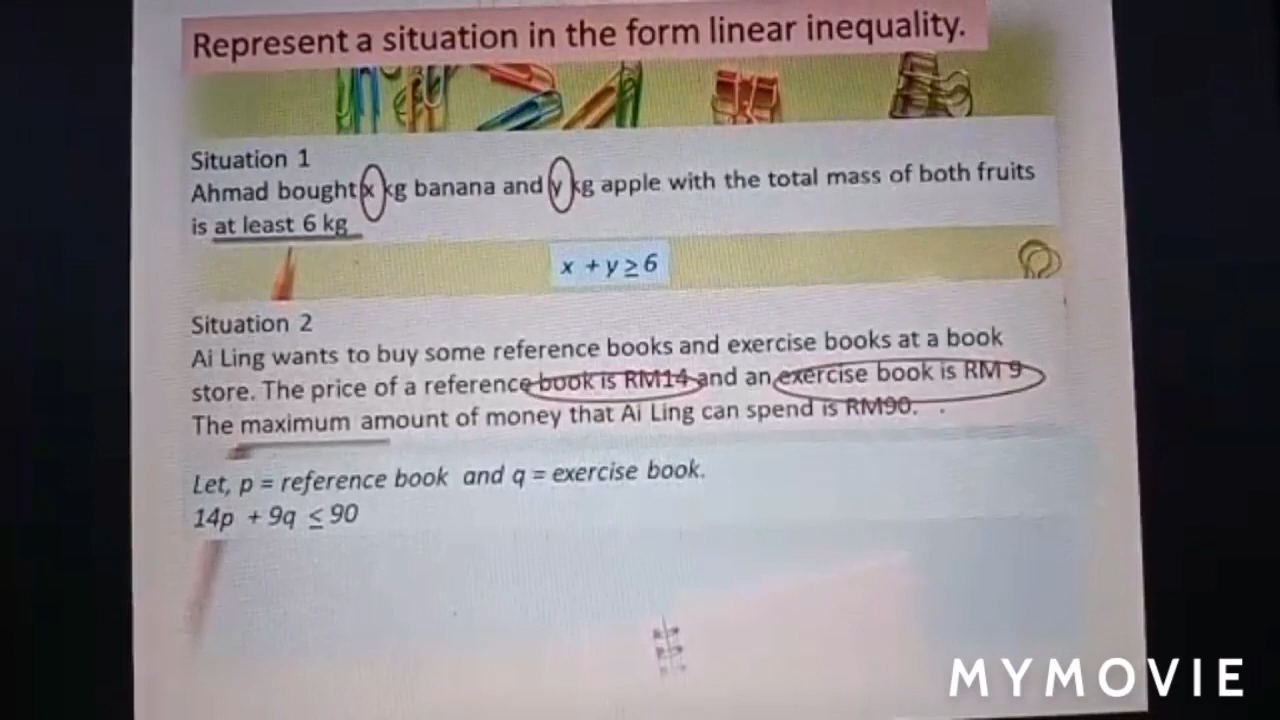 Represent a situation in the form linear inequality.
Situation 1
Ahmad bought x kg banana and y kg apple with the total mass of both fruits
is at least 6 kg
x + y ≥ 6
Situation 2
Ai Ling wants to buy some reference books and exercise books at a book
store. The price of a reference book is RM14 and an exercise book is RM 9
The maximum amount of money that Ai Ling can spend is RM90. .
Let, p = reference book and q = exercise book.
14p + 9q ≤ 90
MYMOVIE